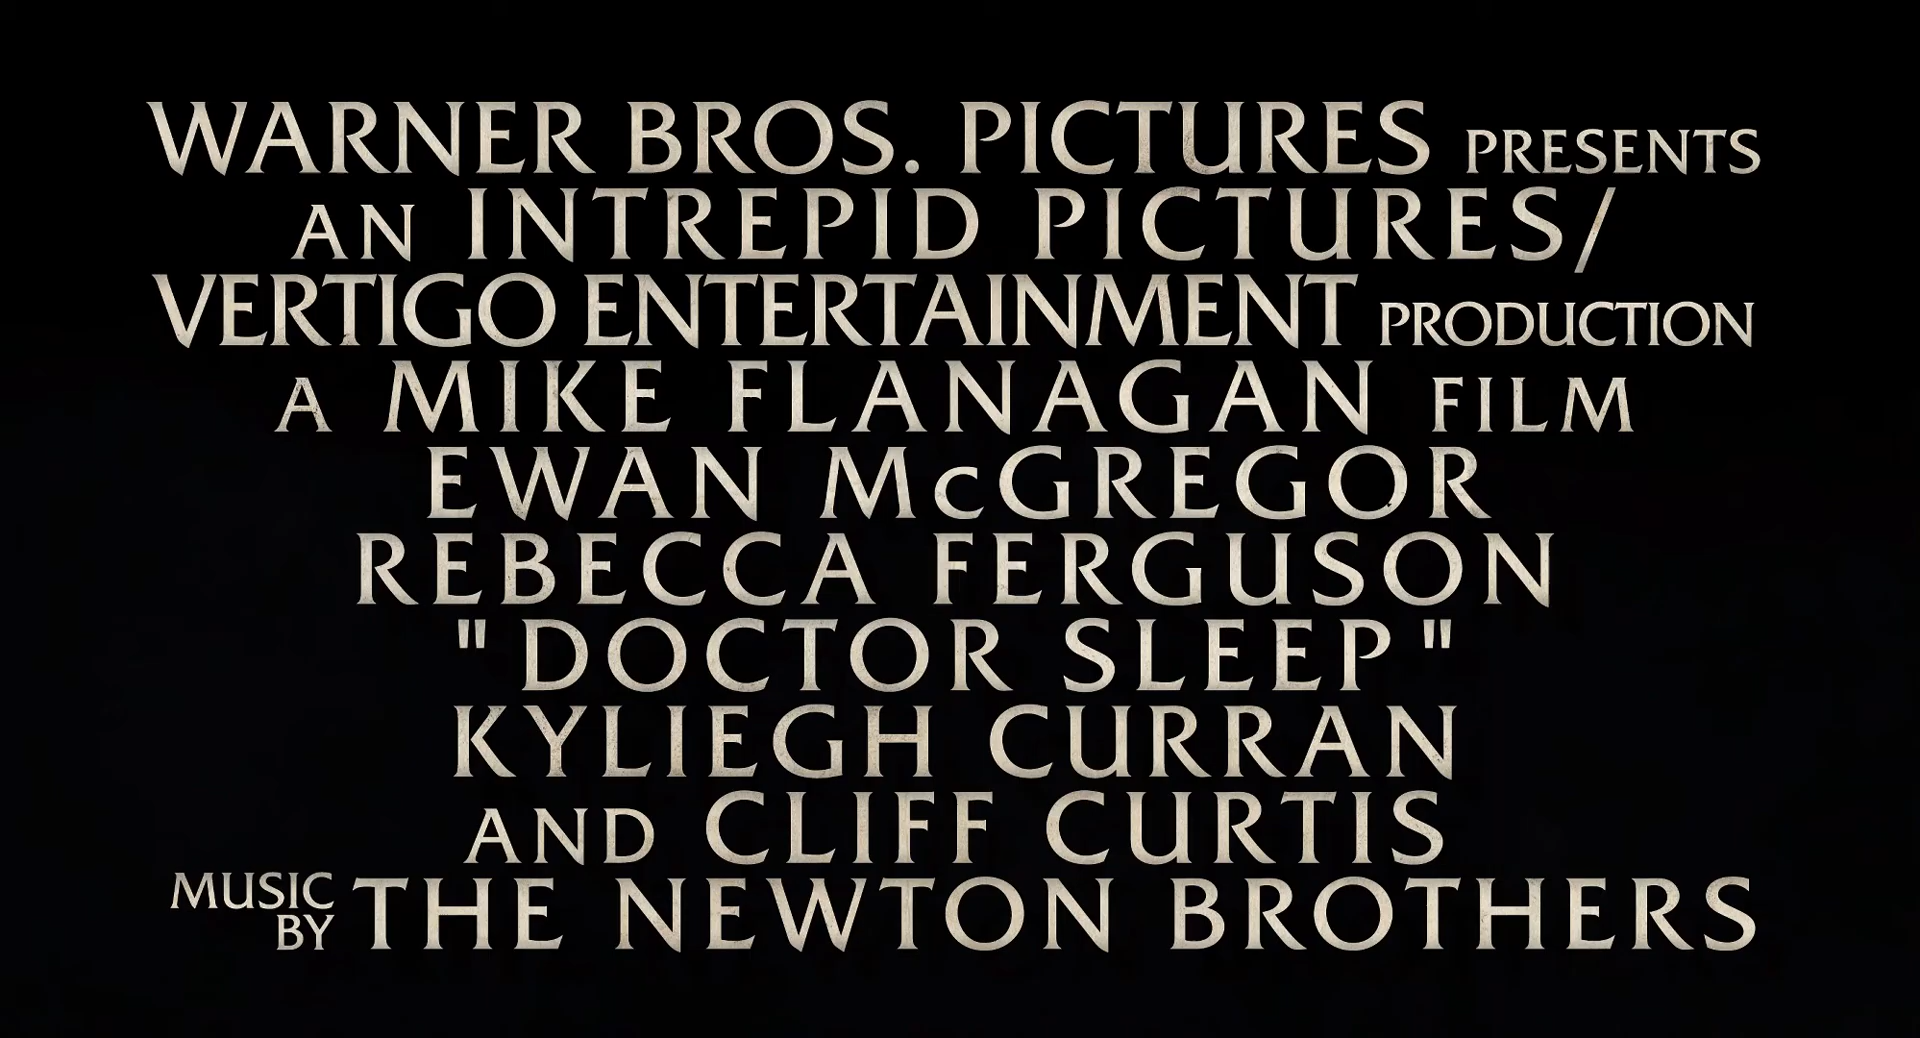 WARNER BROS. PICTURES PRESENTS
AN INTREPID PICTURES/
VERTIGO ENTERTAINMENT PRODUCTION
A MIKE FLANAGAN FILM
EWAN McGREGOR
REBECCA FERGUSON
"DOCTOR SLEEP"
KYLIEGH CURRAN
AND CLIFF CURTIS
MUSIC BY THE NEWTON BROTHERS